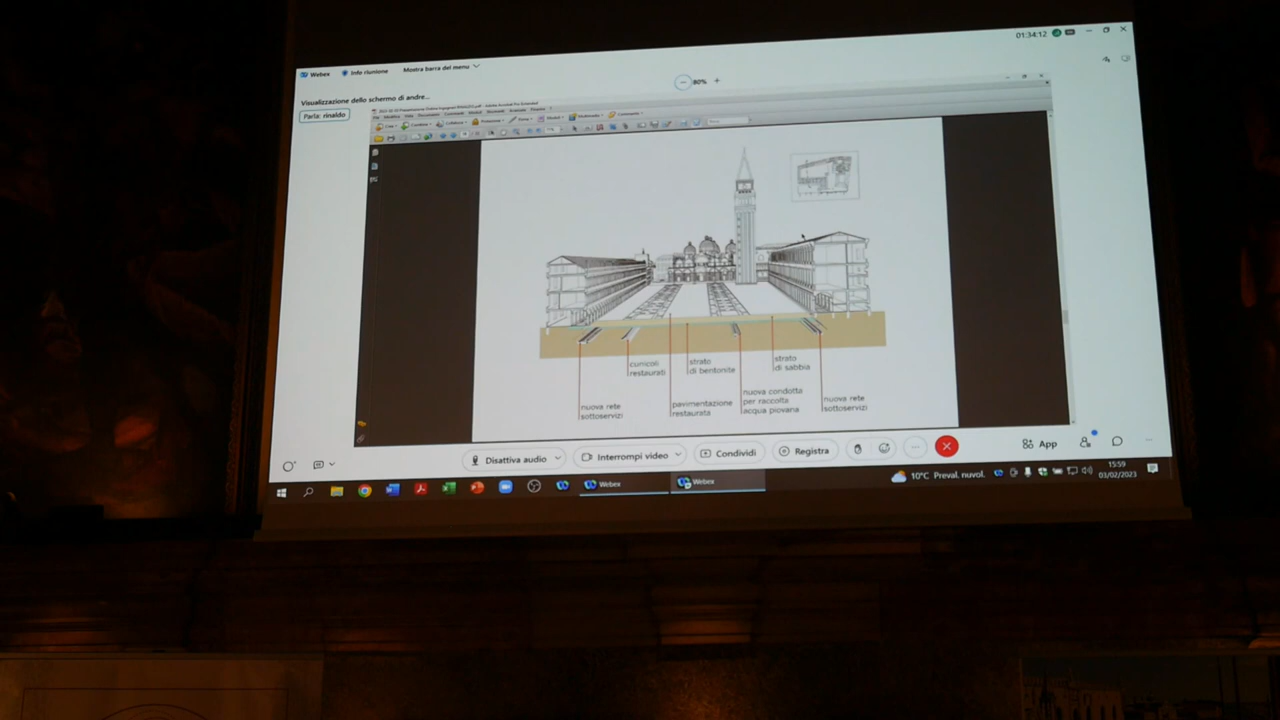 01:34:12
Webex
Info riunione
Mostra barra del menu
80%
Visualizzazione dello schermo di andre...
Parla: rinaldo
cunicoli
restaurati
strato
di bentonite
strato
di sabbia
nuova rete
sottoservizi
pavimentazione
restaurata
nuova condotta
per raccolta
acqua piovana
nuova rete
sottoservizi
Disattiva audio
Interrompi video
Condividi
Registra
App
Webex
Webex
10°C Preval. nuvol.
15:59
03/02/2023